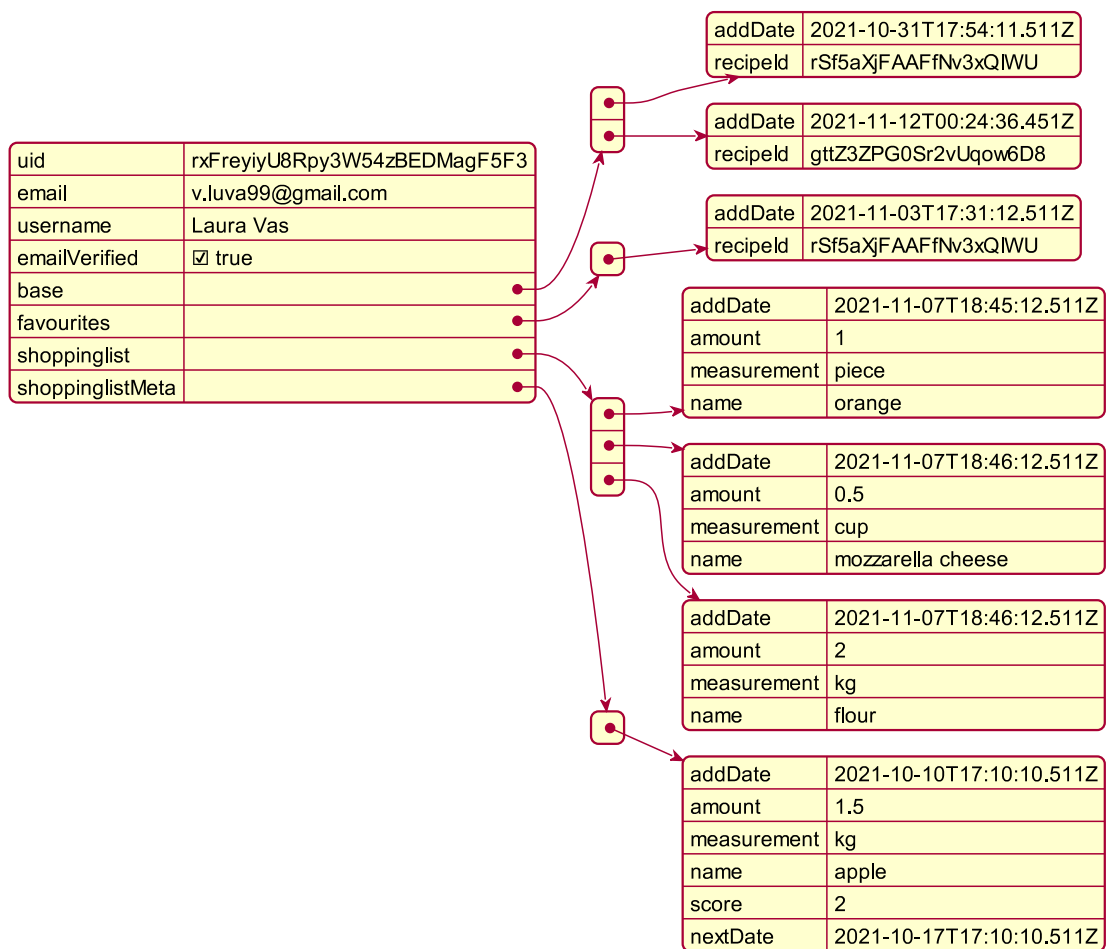 uid rxFreyiyU8Rpy3W54zBEDMagF5F3
email v.luva99@gmail.com
username Laura Vas
emailVerified ☑ true
base
favourites
shoppinglist
shoppinglistMeta
addDate 2021-10-31T17:54:11.511Z
recipeId rSf5aXjFAAFfNv3xQlWU
addDate 2021-11-12T00:24:36.451Z
recipeId gttZ3ZPG0Sr2vUqow6D8
addDate 2021-11-03T17:31:12.511Z
recipeId rSf5aXjFAAFfNv3xQlWU
addDate 2021-11-07T18:45:12.511Z
amount 1
measurement piece
name orange
addDate 2021-11-07T18:46:12.511Z
amount 0.5
measurement cup
name mozzarella cheese
addDate 2021-11-07T18:46:12.511Z
amount 2
measurement kg
name flour
addDate 2021-10-10T17:10:10.511Z
amount 1.5
measurement kg
name apple
score 2
nextDate 2021-10-17T17:10:10.511Z